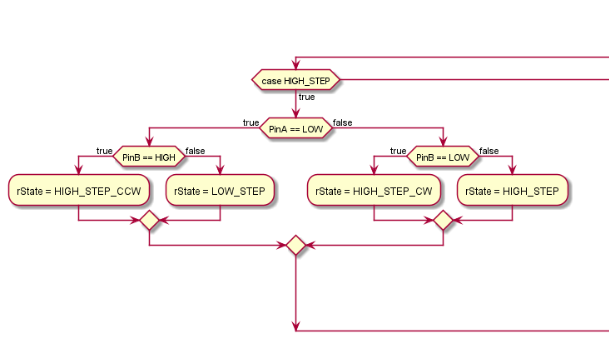 case HIGH_STEP
true
true
PinA == LOW
false
true
PinB == HIGH
false
true
PinB == LOW
false
rState = HIGH_STEP_CCW
rState = LOW_STEP
rState = HIGH_STEP_CW
rState = HIGH_STEP